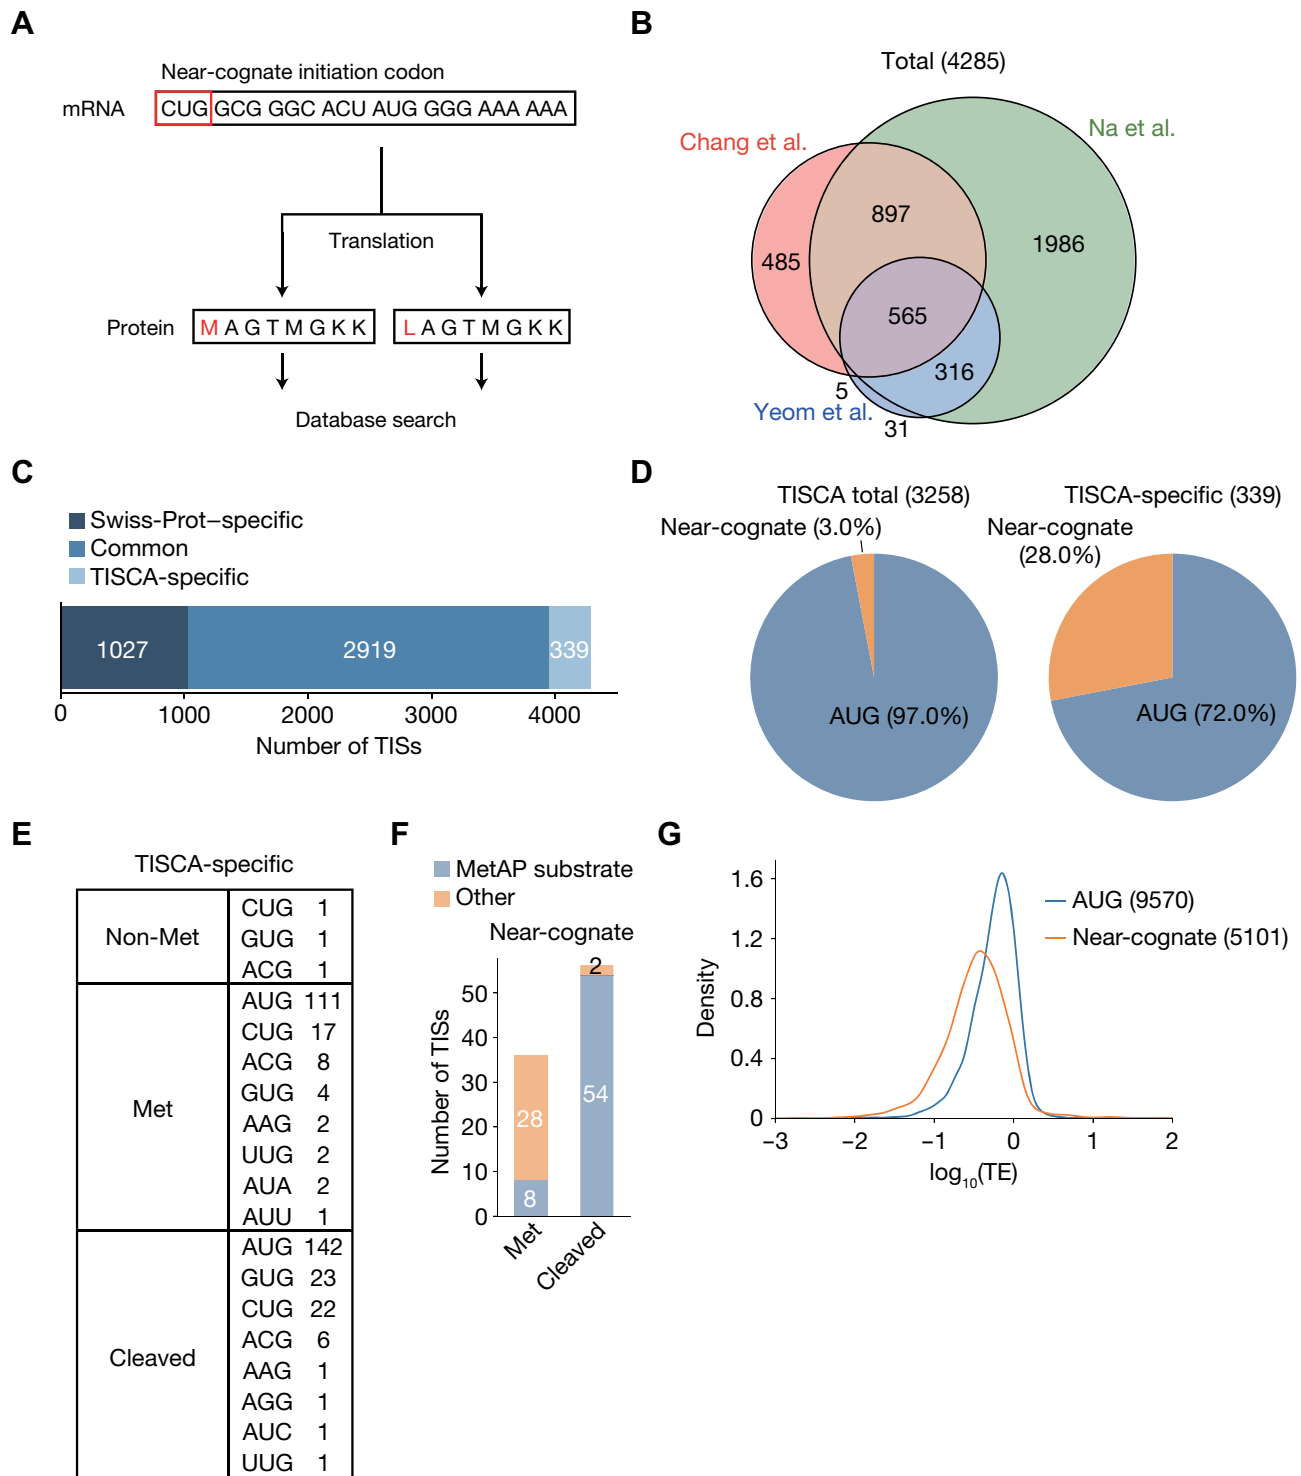 A
Near-cognate initiation codon
mRNA
CUG GCG GGC ACU AUG GGG AAA AAA
Translation
Protein
M A G T M G K K
L A G T M G K K
Database search
B
Total (4285)
Chang et al.
Na et al.
897
485
1986
565
316
5
Yeom et al.
31
C
Swiss-Prot–specific
Common
TISCA-specific
1027
2919
339
0
1000
2000
3000
4000
Number of TISs
D
TISCA total (3258)
Near-cognate (3.0%)
AUG (97.0%)
TISCA-specific (339)
Near-cognate
(28.0%)
AUG (72.0%)
E
TISCA-specific
Non-Met
CUG 1
GUG 1
ACG 1
Met
AUG 111
CUG 17
ACG 8
GUG 4
AAG 2
UUG 2
AUA 2
AUU 1
Cleaved
AUG 142
GUG 23
CUG 22
ACG 6
AAG 1
AGG 1
AUC 1
UUG 1
F
MetAP substrate
Other
Near-cognate
2
50
40
30
20
10
0
Number of TISs
28
8
54
Met
Cleaved
G
1.6
1.2
0.8
0.4
0
Density
AUG (9570)
Near-cognate (5101)
−3
−2
−1
0
1
2
log10(TE)